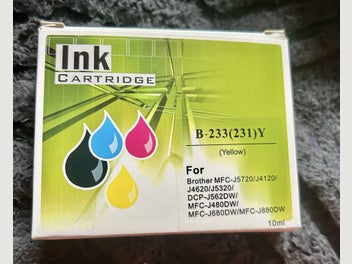 Ink
CARTRIDGE
B-233(231)Y
(Yellow)
For
Brother MFC-J5720/J4120/
J4620/J5320/
DCP-J562DW/
MFC-J480DW/
MFC-J680DW/MFC-J880DW
10ml